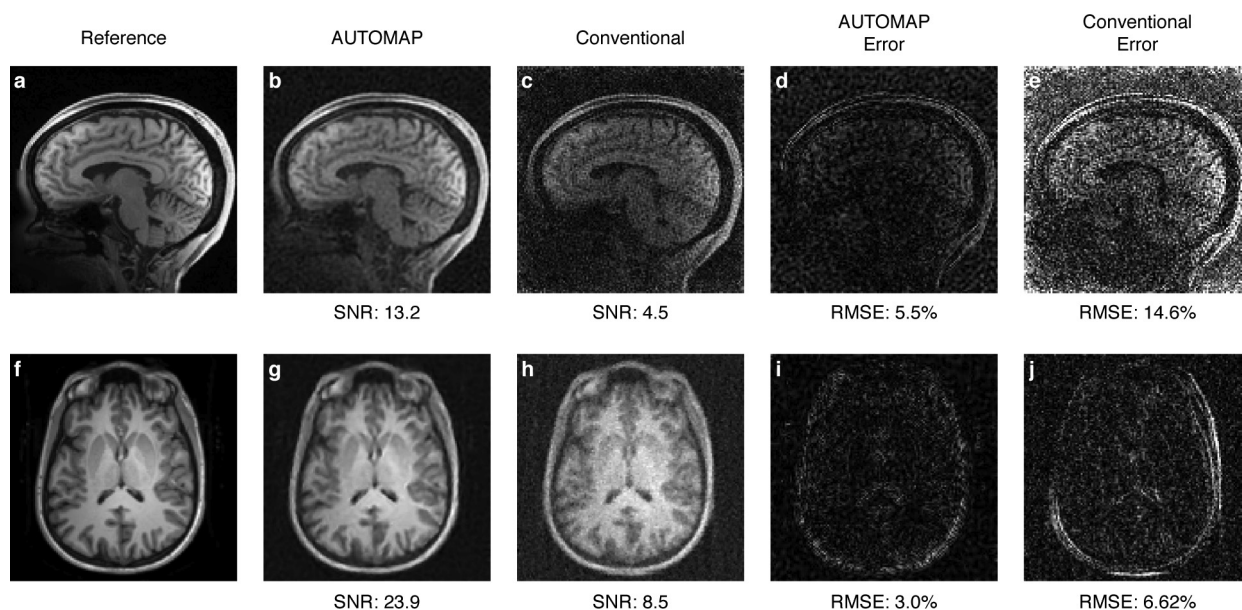 Reference
AUTOMAP
Conventional
AUTOMAP
Error
Conventional
Error
a
b
c
d
e
SNR: 13.2
SNR: 4.5
RMSE: 5.5%
RMSE: 14.6%
f
g
h
i
j
SNR: 23.9
SNR: 8.5
RMSE: 3.0%
RMSE: 6.62%